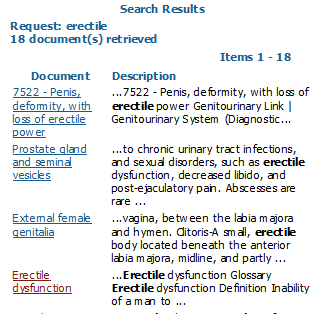 Search Results
Request: erectile
18 document(s) retrieved
Items 1 - 18
Document Description
7522 - Penis, ...7522 - Penis, deformity, with loss of
deformity, with erectile power Genitourinary Link |
loss of erectile Genitourinary System (Diagnostic...
power
Prostate gland ...to chronic urinary tract infections,
and seminal and sexual disorders, such as erectile
vesicles dysfunction, decreased libido, and
post-ejaculatory pain. Abscesses are
rare ...
External female ...vagina, between the labia majora
genitalia and hymen. Clitoris-A small, erectile
body located beneath the anterior
labia majora, midline, and partly ...
Erectile ...Erectile dysfunction Glossary
dysfunction Erectile dysfunction Definition Inability
of a man to ...